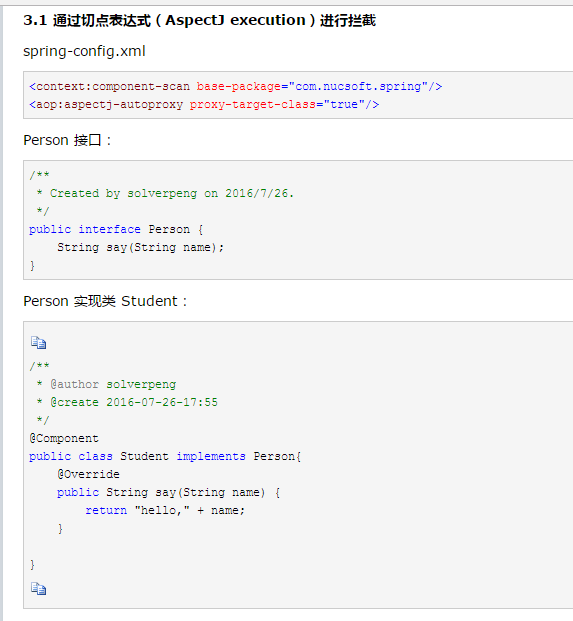 3.1 通过切点表达式（AspectJ execution）进行拦截
spring-config.xml
<context:component-scan base-package="com.nucsoft.spring"/>
<aop:aspectj-autoproxy proxy-target-class="true"/>
Person 接口：
/**
 * Created by solverpeng on 2016/7/26.
 */
public interface Person {
    String say(String name);
}
Person 实现类 Student：
/**
 * @author solverpeng
 * @create 2016-07-26-17:55
 */
@Component
public class Student implements Person{
    @Override
    public String say(String name) {
        return "hello," + name;
    }
}